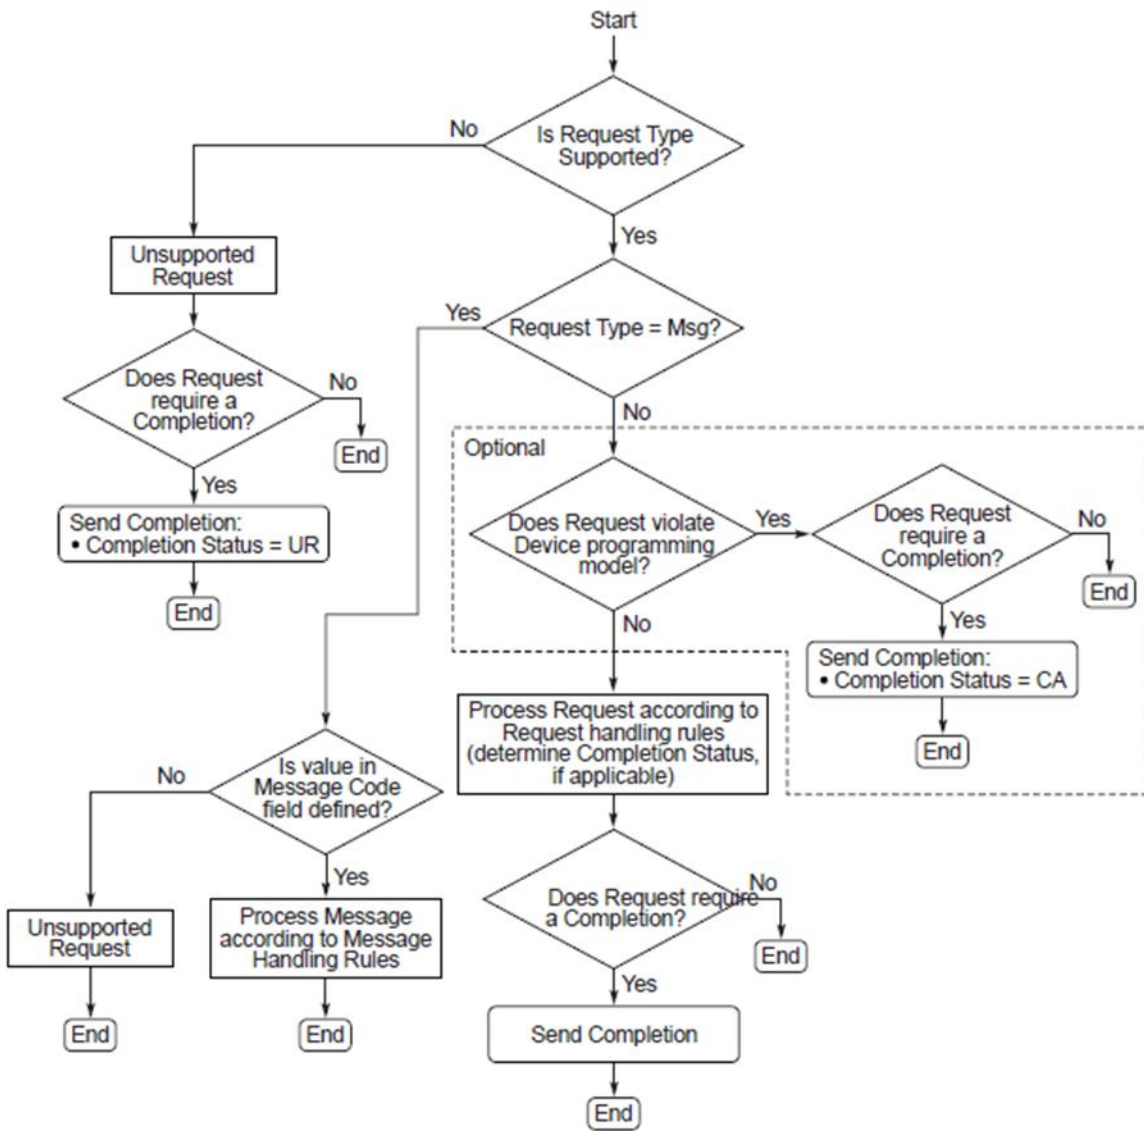 Start
Is Request Type
Supported?
No
Yes
Unsupported
Request
Request Type = Msg?
Yes
No
Does Request
require a
Completion?
No
End
Yes
Send Completion:
• Completion Status = UR
End
Optional
Does Request violate
Device programming
model?
Yes
No
Does Request
require a
Completion?
No
End
Yes
Send Completion:
• Completion Status = CA
End
Process Request according to
Request handling rules
(determine Completion Status,
if applicable)
Is value in
Message Code
field defined?
No
Yes
Unsupported
Request
End
Process Message
according to Message
Handling Rules
End
Does Request require
a Completion?
No
End
Yes
Send Completion
End